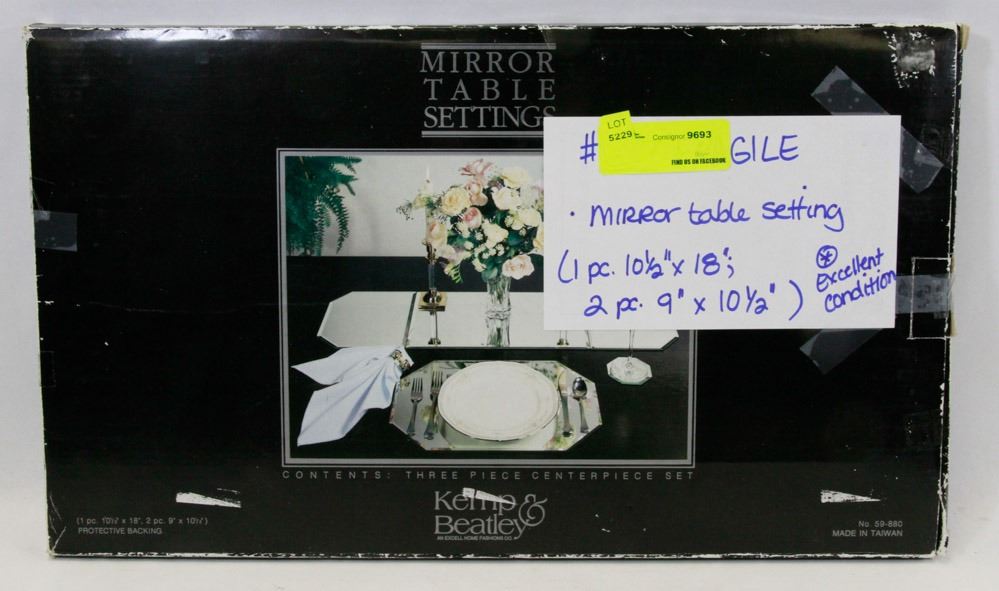 MIRROR
TABLE
SETTINGS
LOT
5229
Consignor 9693
FIND US ON FACEBOOK
# GILE
• MIRROR table setting
(1 pc. 10½" x 18";
2 pc. 9" x 10½")
* Excellent
condition
CONTENTS: THREE PIECE CENTERPIECE SET
Kemp &
Beatley
AN EXCELL HOME FASHIONS CO.
(1 pc. 10½" x 18", 2 pc. 9" x 10½")
PROTECTIVE BACKING
No. 59-880
MADE IN TAIWAN